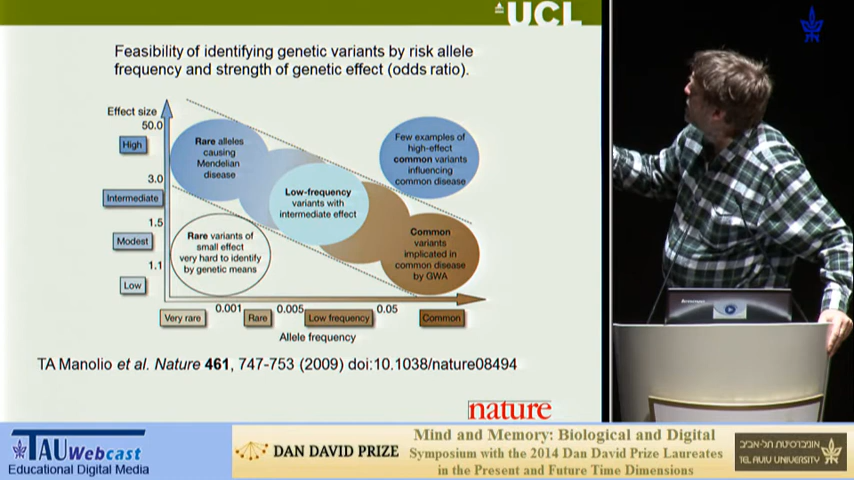 UCL
Feasibility of identifying genetic variants by risk allele
frequency and strength of genetic effect (odds ratio).
Effect size
50.0
High
3.0
Intermediate
1.5
Modest
1.1
Low
Rare alleles
causing
Mendelian
disease
Few examples of
high-effect
common variants
influencing
common disease
Low-frequency
variants with
intermediate effect
Rare variants of
small effect
very hard to identify
by genetic means
Common
variants
implicated in
common disease
by GWA
0.001
0.005
0.05
Very rare
Rare
Low frequency
Common
Allele frequency
TA Manolio et al. Nature 461, 747-753 (2009) doi:10.1038/nature08494
nature
TAU Webcast
Educational Digital Media
DAN DAVID PRIZE
Mind and Memory: Biological and Digital
Symposium with the 2014 Dan David Prize Laureates
in the Present and Future Time Dimensions
אוניברסיטת תל-אביב
TEL AVIV UNIVERSITY